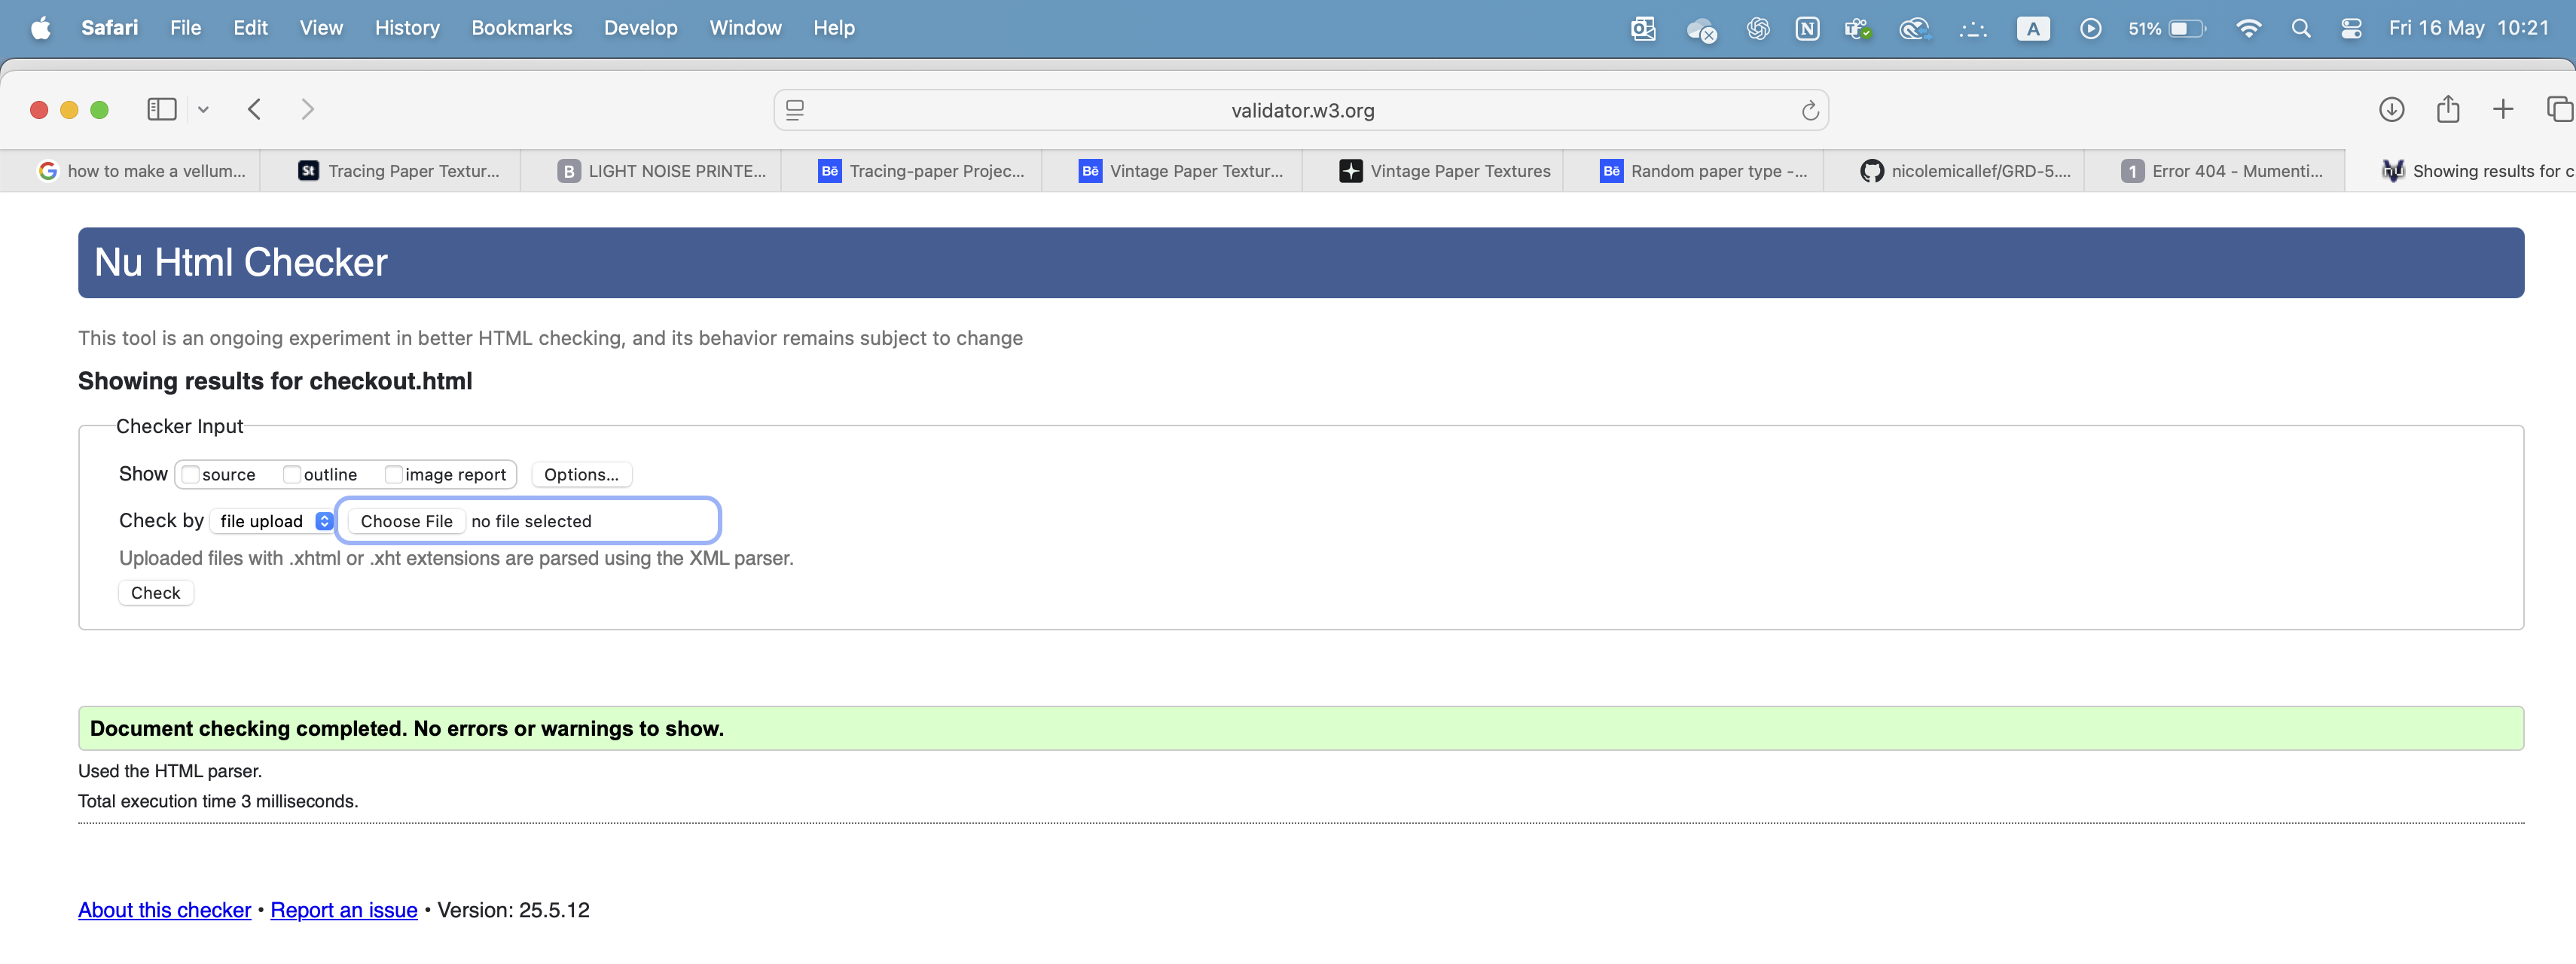 Safari File Edit View History Bookmarks Develop Window Help A 51% Fri 16 May 10:21
validator.w3.org
how to make a vellum... St Tracing Paper Textur... B LIGHT NOISE PRINTE... Bē Tracing-paper Projec... Bē Vintage Paper Textur... Vintage Paper Textures Bē Random paper type -... nicolemicallef/GRD-5.... 1 Error 404 - Mumenti... nu Showing results for c
Nu Html Checker
This tool is an ongoing experiment in better HTML checking, and its behavior remains subject to change
Showing results for checkout.html
Checker Input
Show source outline image report Options...
Check by file upload Choose File no file selected
Uploaded files with .xhtml or .xht extensions are parsed using the XML parser.
Check
Document checking completed. No errors or warnings to show.
Used the HTML parser.
Total execution time 3 milliseconds.
About this checker • Report an issue • Version: 25.5.12